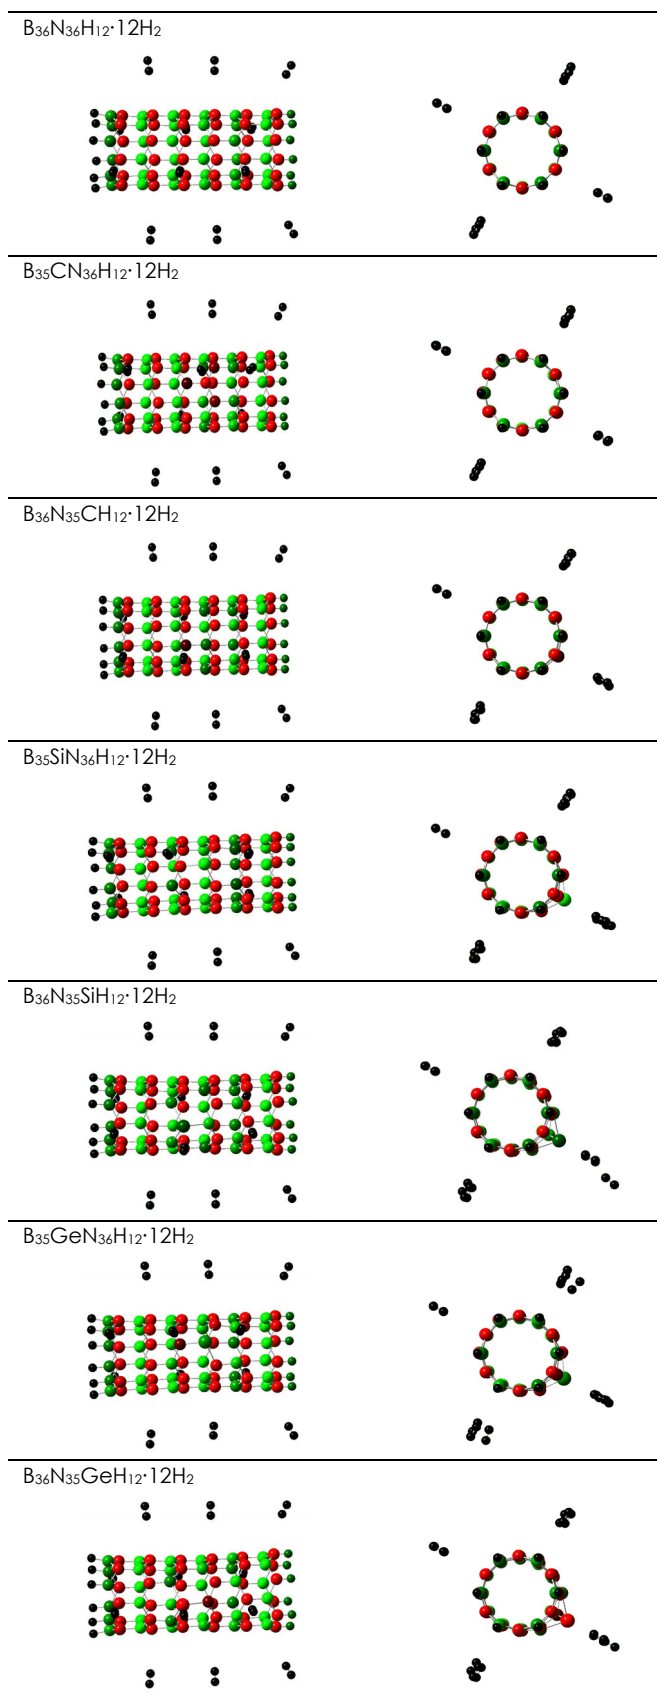 B₃₆N₃₆H₁₂·12H₂
B₃₅CN₃₆H₁₂·12H₂
B₃₆N₃₅CH₁₂·12H₂
B₃₅SiN₃₆H₁₂·12H₂
B₃₆N₃₅SiH₁₂·12H₂
B₃₅GeN₃₆H₁₂·12H₂
B₃₆N₃₅GeH₁₂·12H₂